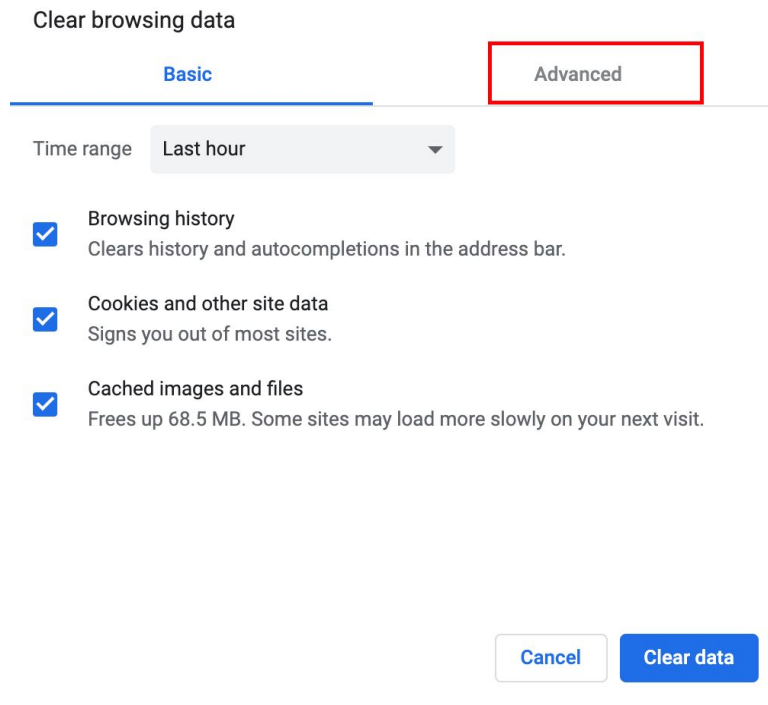 Clear browsing data
Basic
Advanced
Time range
Last hour
Browsing history
Clears history and autocompletions in the address bar.
Cookies and other site data
Signs you out of most sites.
Cached images and files
Frees up 68.5 MB. Some sites may load more slowly on your next visit.
Cancel
Clear data